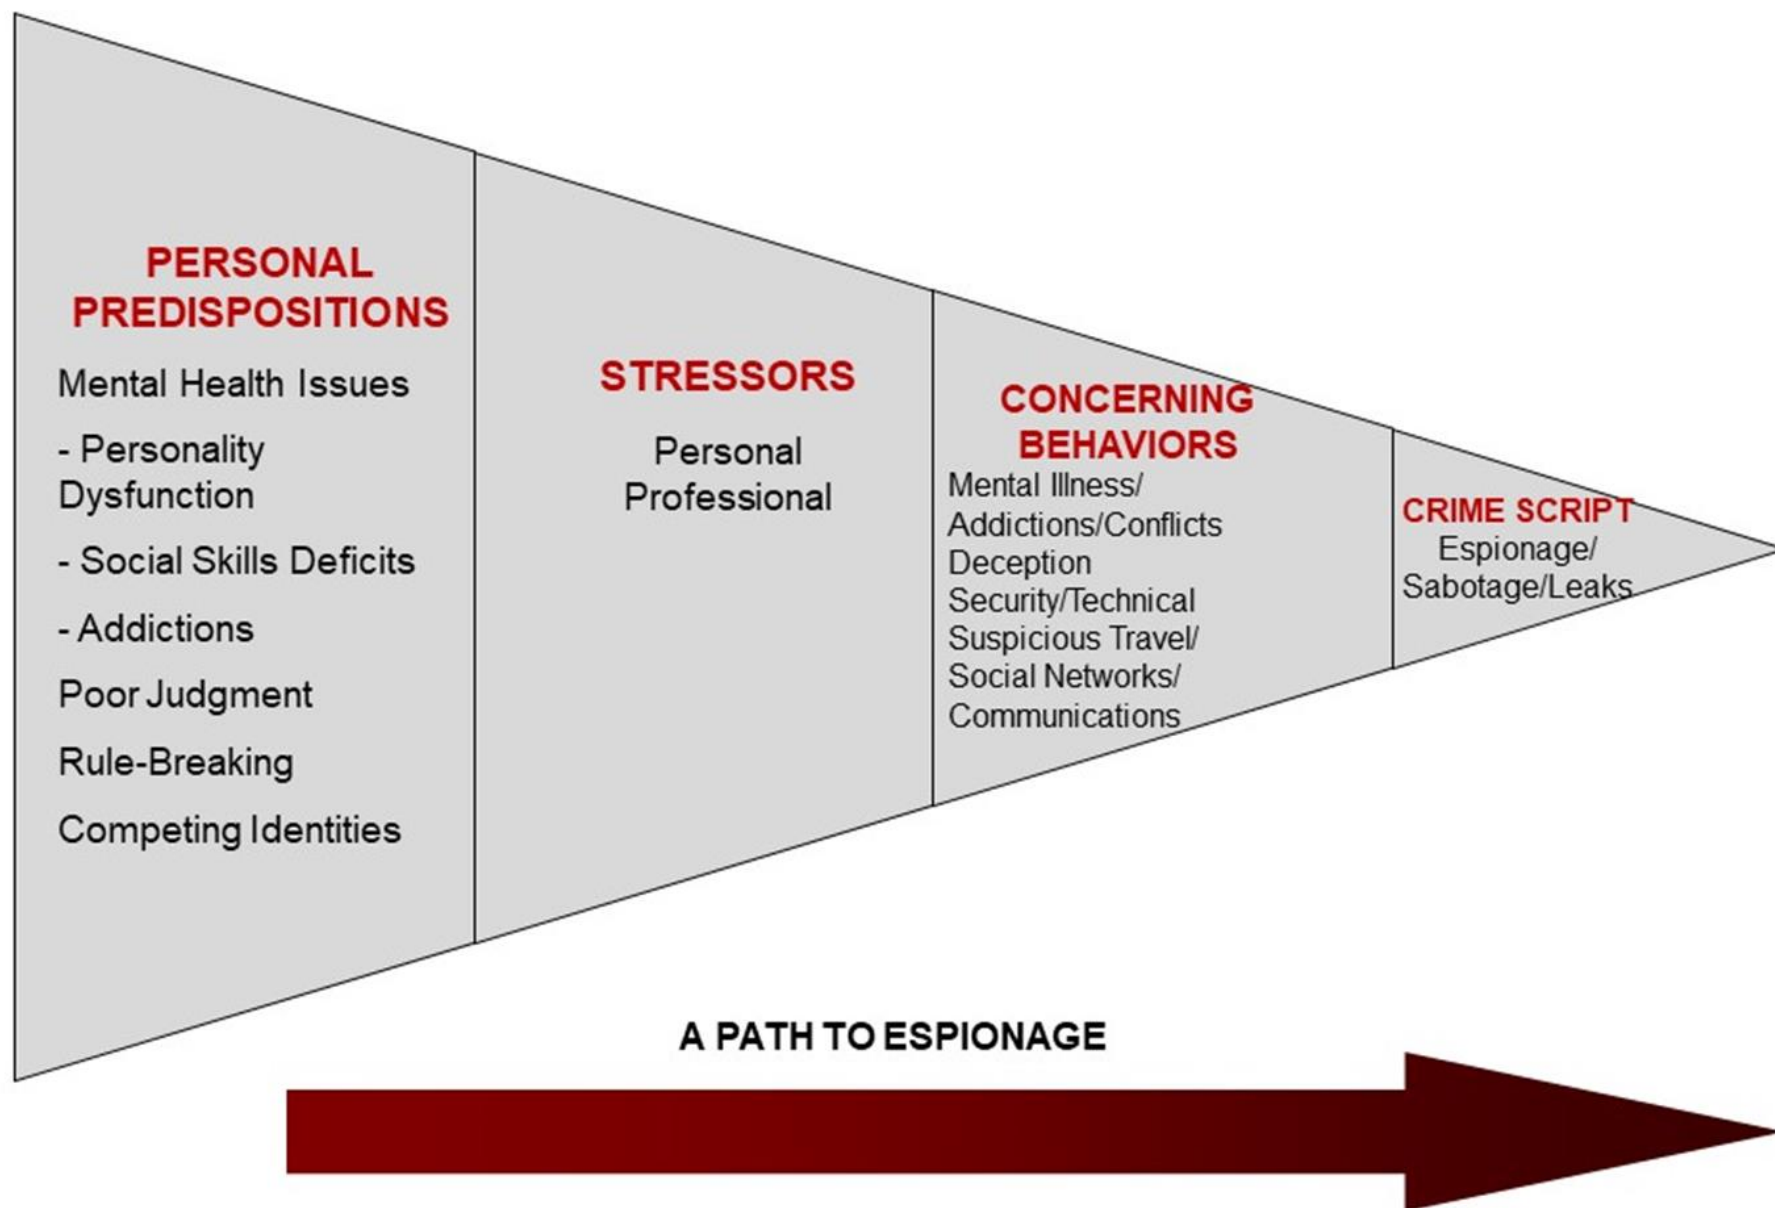 PERSONAL
PREDISPOSITIONS
Mental Health Issues
- Personality
Dysfunction
- Social Skills Deficits
- Addictions
Poor Judgment
Rule-Breaking
Competing Identities
STRESSORS
Personal
Professional
CONCERNING
BEHAVIORS
Mental Illness/
Addictions/Conflicts
Deception
Security/Technical
Suspicious Travel/
Social Networks/
Communications
CRIME SCRIPT
Espionage/
Sabotage/Leaks
A PATH TO ESPIONAGE